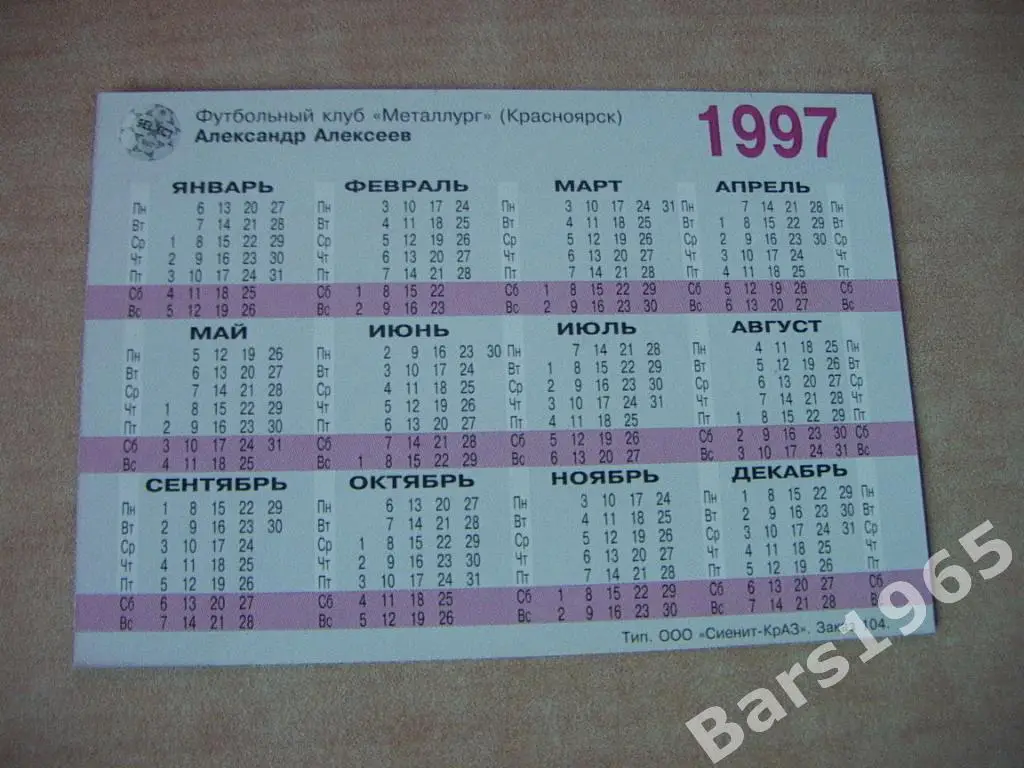 SELECT
Футбольный клуб «Металлург» (Красноярск)
Александр Алексеев
1997
ЯНВАРЬ ФЕВРАЛЬ МАРТ АПРЕЛЬ
Пн 6 13 20 27 Пн 3 10 17 24 Пн 3 10 17 24 31 Пн 7 14 21 28 Пн
Вт 7 14 21 28 Вт 4 11 18 25 Вт 4 11 18 25 Вт 1 8 15 22 29 Вт
Ср 1 8 15 22 29 Ср 5 12 19 26 Ср 5 12 19 26 Ср 2 9 16 23 30 Ср
Чт 2 9 16 23 30 Чт 6 13 20 27 Чт 6 13 20 27 Чт 3 10 17 24 Чт
Пт 3 10 17 24 31 Пт 7 14 21 28 Пт 7 14 21 28 Пт 4 11 18 25 Пт
Сб 4 11 18 25 Сб 1 8 15 22 Сб 1 8 15 22 29 Сб 5 12 19 26 Сб
Вс 5 12 19 26 Вс 2 9 16 23 Вс 2 9 16 23 30 Вс 6 13 20 27 Вс
МАЙ ИЮНЬ ИЮЛЬ АВГУСТ
Пн 5 12 19 26 Пн 2 9 16 23 30 Пн 7 14 21 28 Пн 4 11 18 25 Пн
Вт 6 13 20 27 Вт 3 10 17 24 Вт 1 8 15 22 29 Вт 5 12 19 26 Вт
Ср 7 14 21 28 Ср 4 11 18 25 Ср 2 9 16 23 30 Ср 6 13 20 27 Ср
Чт 1 8 15 22 29 Чт 5 12 19 26 Чт 3 10 17 24 31 Чт 7 14 21 28 Чт
Пт 2 9 16 23 30 Пт 6 13 20 27 Пт 4 11 18 25 Пт 1 8 15 22 29 Пт
Сб 3 10 17 24 31 Сб 7 14 21 28 Сб 5 12 19 26 Сб 2 9 16 23 30 Сб
Вс 4 11 18 25 Вс 1 8 15 22 29 Вс 6 13 20 27 Вс 3 10 17 24 31 Вс
СЕНТЯБРЬ ОКТЯБРЬ НОЯБРЬ ДЕКАБРЬ
Пн 1 8 15 22 29 Пн 6 13 20 27 Пн 3 10 17 24 Пн 1 8 15 22 29 Пн
Вт 2 9 16 23 30 Вт 7 14 21 28 Вт 4 11 18 25 Вт 2 9 16 23 30 Вт
Ср 3 10 17 24 Ср 1 8 15 22 29 Ср 5 12 19 26 Ср 3 10 17 24 31 Ср
Чт 4 11 18 25 Чт 2 9 16 23 30 Чт 6 13 20 27 Чт 4 11 18 25 Чт
Пт 5 12 19 26 Пт 3 10 17 24 31 Пт 7 14 21 28 Пт 5 12 19 26 Пт
Сб 6 13 20 27 Сб 4 11 18 25 Сб 1 8 15 22 29 Сб 6 13 20 27 Сб
Вс 7 14 21 28 Вс 5 12 19 26 Вс 2 9 16 23 30 Вс 7 14 21 28 Вс
Тип. ООО «Сиенит-КрАЗ». Заказ 104.
Bars1965